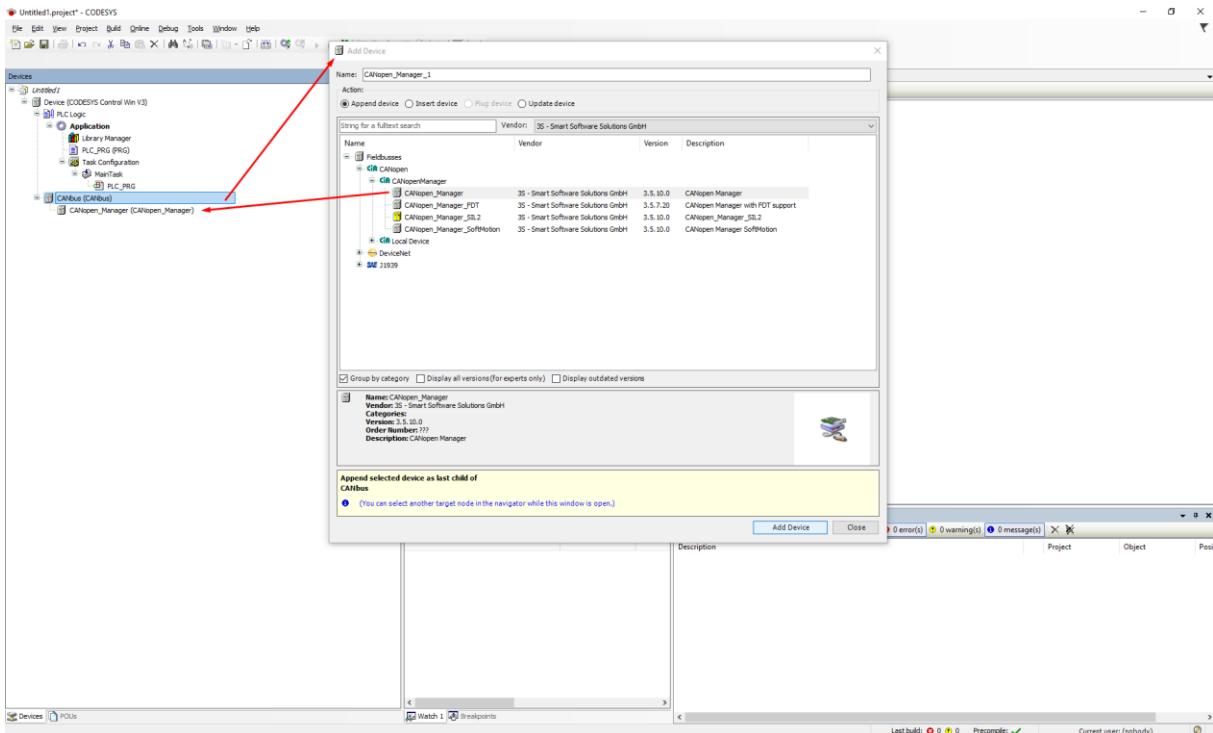 Untitled1.project* - CODESYS
File Edit View Project Build Online Debug Tools Window Help
Add Device
Name: CANopen_Manager_1
Action:
Append device Insert device Plug device Update device
String for a fulltext search Vendor: 3S - Smart Software Solutions GmbH
Name Vendor Version Description
Fieldbusses
CiA CANopen
CiA CANopenManager
CANopen_Manager 3S - Smart Software Solutions GmbH 3.5.10.0 CANopen Manager
CANopen_Manager_FDT 3S - Smart Software Solutions GmbH 3.5.7.20 CANopen Manager with FDT support
CANopen_Manager_SIL2 3S - Smart Software Solutions GmbH 3.5.10.0 CANopen_Manager_SIL2
CANopen_Manager_SoftMotion 3S - Smart Software Solutions GmbH 3.5.10.0 CANopen Manager SoftMotion
CiA Local Device
DeviceNet
SAE J1939
Group by category Display all versions (for experts only) Display outdated versions
Name: CANopen_Manager
Vendor: 3S - Smart Software Solutions GmbH
Categories:
Version: 3.5.10.0
Order Number: ???
Description: CANopen Manager
Append selected device as last child of
CANbus
(You can select another target node in the navigator while this window is open.)
Add Device Close
Devices
Untitled1
Device (CODESYS Control Win V3)
PLC Logic
Application
Library Manager
PLC_PRG (PRG)
Task Configuration
MainTask
PLC_PRG
CANbus (CANbus)
CANopen_Manager (CANopen_Manager)
0 error(s) 0 warning(s) 0 message(s)
Description Project Object Posi
Devices POUs
Watch 1 Breakpoints
Last build: 0 0 Precompile: Current user: (nobody)